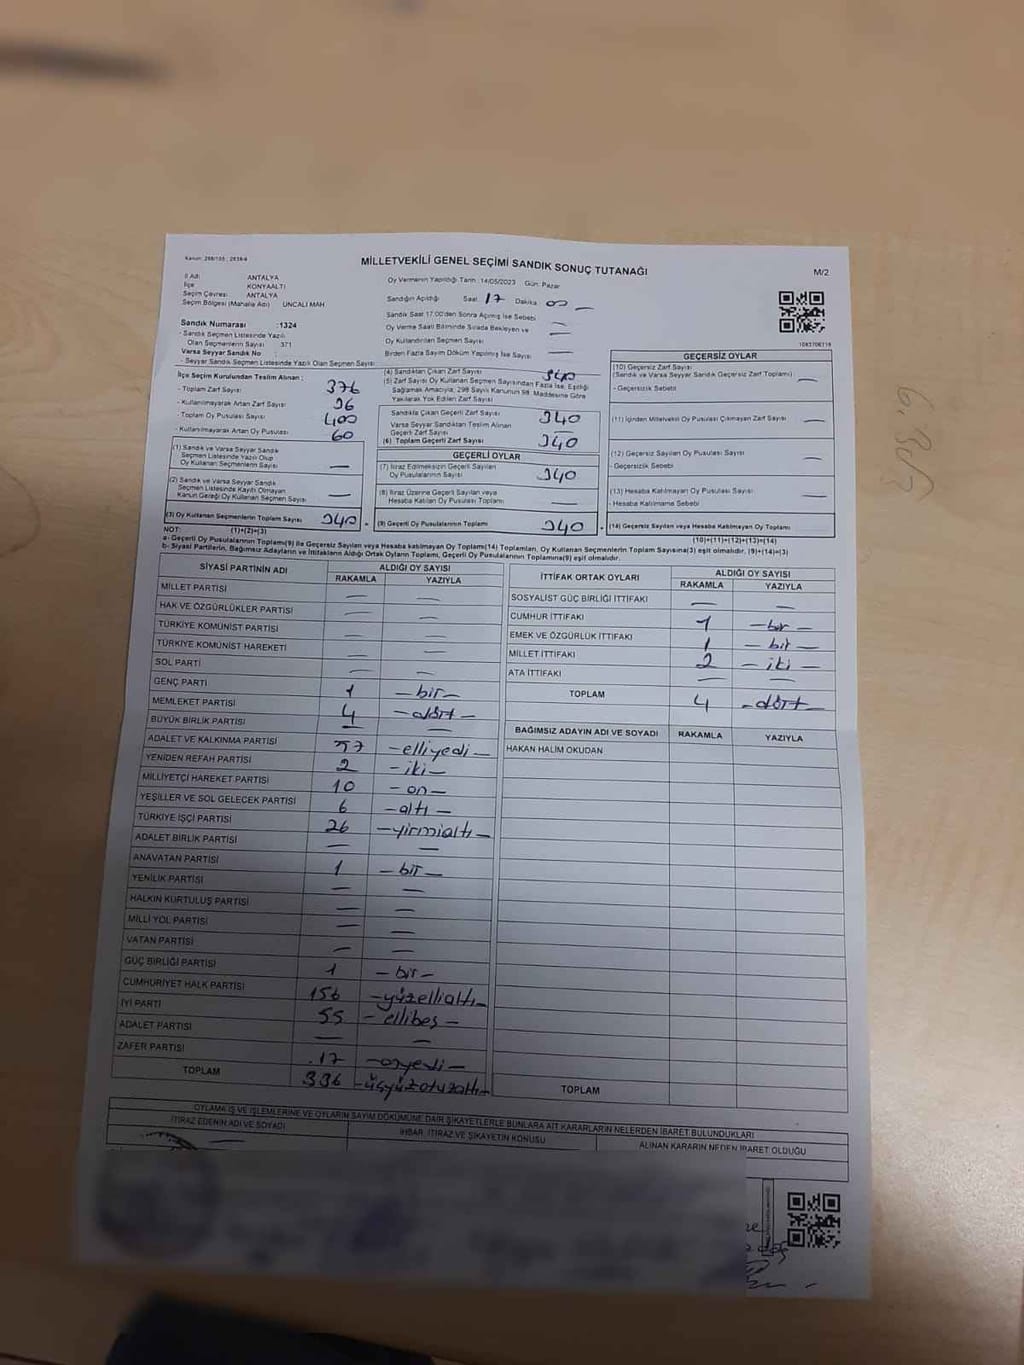 Kanun: 298/105 ; 2839/4
MİLLETVEKİLİ GENEL SEÇİMİ SANDIK SONUÇ TUTANAĞI
M/2
İl Adı ANTALYA
İlçe KONYAALTI
Seçim Çevresi ANTALYA
Seçim Bölgesi (Mahalle Adı) UNCALI MAH
Oy Vermenin Yapıldığı Tarih : 14/05/2023 Gün: Pazar
Sandığın Açıldığı Saat 17 Dakika 00 —
Sandık Saat 17:00'den Sonra Açılmış İse Sebebi —
Oy Verme Saati Bitiminde Sırada Bekleyen ve
Oy Kullandırılan Seçmen Sayısı —
Birden Fazla Sayım Döküm Yapılmış İse Sayısı —
Sandık Numarası : 1324
- Sandık Seçmen Listesinde Yazılı
Olan Seçmenlerin Sayısı 371
Varsa Seyyar Sandık No :
- Seyyar Sandık Seçmen Listesinde Yazılı Olan Seçmen Sayısı
İlçe Seçim Kurulundan Teslim Alınan :
- Toplam Zarf Sayısı 376
- Kullanılmayarak Artan Zarf Sayısı 36
- Toplam Oy Pusulası Sayısı 400
- Kullanılmayarak Artan Oy Pusulası 60
(1) Sandık ve Varsa Seyyar Sandık
Seçmen Listesinde Yazılı Olup
Oy Kullanan Seçmenlerin Sayısı —
(2) Sandık ve Varsa Seyyar Sandık
Seçmen Listesinde Kayıtlı Olmayan
Kanun Gereği Oy Kullanan Seçmen Sayısı —
(3) Oy Kullanan Seçmenlerin Toplam Sayısı 340
(1)+(2)=(3)
(4) Sandıktan Çıkan Zarf Sayısı 340
(5) Zarf Sayısı Oy Kullanan Seçmen Sayısından Fazla İse, Eşitliği
Sağlamak Amacıyla, 298 Sayılı Kanunun 98. Maddesine Göre
Yakılarak Yok Edilen Zarf Sayısı
Sandıkta Çıkan Geçerli Zarf Sayısı 340
Varsa Seyyar Sandıktan Teslim Alınan
Geçerli Zarf Sayısı —
(6) Toplam Geçerli Zarf Sayısı 340
GEÇERLİ OYLAR
(7) İtiraz Edilmeksizin Geçerli Sayılan
Oy Pusulalarının Sayısı 340
(8) İtiraz Üzerine Geçerli Sayılan veya
Hesaba Katılan Oy Pusulası Toplamı —
(9) Geçerli Oy Pusulalarının Toplamı 340
GEÇERSİZ OYLAR
(10) Geçersiz Zarf Sayısı
(Sandık ve Varsa Seyyar Sandık Geçersiz Zarf Toplamı) —
- Geçersizlik Sebebi
(11) İçinden Milletvekili Oy Pusulası Çıkmayan Zarf Sayısı —
(12) Geçersiz Sayılan Oy Pusulası Sayısı —
- Geçersizlik Sebebi
(13) Hesaba Katılmayan Oy Pusulası Sayısı —
- Hesaba Katılmama Sebebi
(14) Geçersiz Sayılan veya Hesaba Katılmayan Oy Toplamı
(10)+(11)+(12)+(13)=(14)
NOT:
a- Geçerli Oy Pusulalarının Toplamı(9) ile Geçersiz Sayılan veya Hesaba katılmayan Oy Toplamı(14) Toplamları, Oy Kullanan Seçmenlerin Toplam Sayısına(3) eşit olmalıdır. (9)+(14)=(3)
b- Siyasi Partilerin, Bağımsız Adayların ve İttifakların Aldığı Ortak Oyların Toplamı, Geçerli Oy Pusulalarının Toplamına(9) eşit olmalıdır.
SİYASİ PARTİNİN ADI ALDIĞI OY SAYISI
RAKAMLA YAZIYLA
MİLLET PARTİSİ — —
HAK VE ÖZGÜRLÜKLER PARTİSİ — —
TÜRKİYE KOMÜNİST PARTİSİ — —
TÜRKİYE KOMÜNİST HAREKETİ — —
SOL PARTİ — —
GENÇ PARTİ 1 — bir —
MEMLEKET PARTİSİ 4 — dört —
BÜYÜK BİRLİK PARTİSİ — —
ADALET VE KALKINMA PARTİSİ 57 — elliyedi —
YENİDEN REFAH PARTİSİ 2 — iki —
MİLLİYETÇİ HAREKET PARTİSİ 10 — on —
YEŞİLLER VE SOL GELECEK PARTİSİ 6 — altı —
TÜRKİYE İŞÇİ PARTİSİ 26 — yirmialtı —
ADALET BİRLİK PARTİSİ — —
ANAVATAN PARTİSİ 1 — bir —
YENİLİK PARTİSİ — —
HALKIN KURTULUŞ PARTİSİ — —
MİLLİ YOL PARTİSİ — —
VATAN PARTİSİ — —
GÜÇ BİRLİĞİ PARTİSİ 1 — bir —
CUMHURİYET HALK PARTİSİ 156 — yüzellialtı —
İYİ PARTİ 55 — ellibeş —
ADALET PARTİSİ — —
ZAFER PARTİSİ 17 — onyedi —
TOPLAM 336 — üçyüzotuzaltı —
İTTİFAK ORTAK OYLARI ALDIĞI OY SAYISI
RAKAMLA YAZIYLA
SOSYALİST GÜÇ BİRLİĞİ İTTİFAKI — —
CUMHUR İTTİFAKI 1 — bir —
EMEK VE ÖZGÜRLÜK İTTİFAKI 1 — bir —
MİLLET İTTİFAKI 2 — iki —
ATA İTTİFAKI — —
TOPLAM 4 — dört —
BAĞIMSIZ ADAYIN ADI VE SOYADI RAKAMLA YAZIYLA
HAKAN HALİM OKUDAN
TOPLAM
OYLAMA İŞ VE İŞLEMLERİNE VE OYLARIN SAYIM DÖKÜMÜNE DAİR ŞİKAYETLERLE BUNLARA AİT KARARLARIN NELERDEN İBARET BULUNDUKLARI
İTİRAZ EDENİN ADI VE SOYADI İHBAR, İTİRAZ VE ŞİKAYETİN KONUSU ALINAN KARARIN NEDEN İBARET OLDUĞU